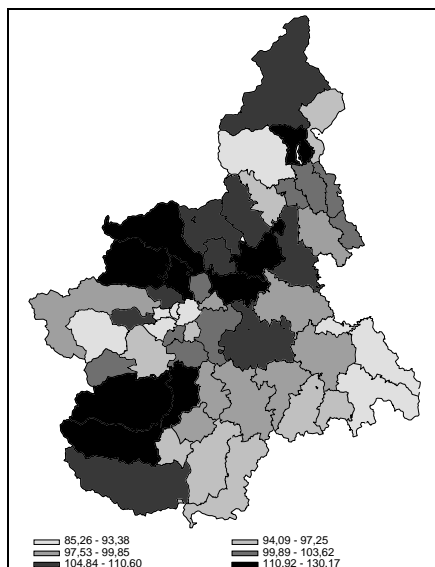 85,26 - 93,38
94,09 - 97,25
97,53 - 99,85
99,89 - 103,62
104,84 - 110,60
110,92 - 130,17